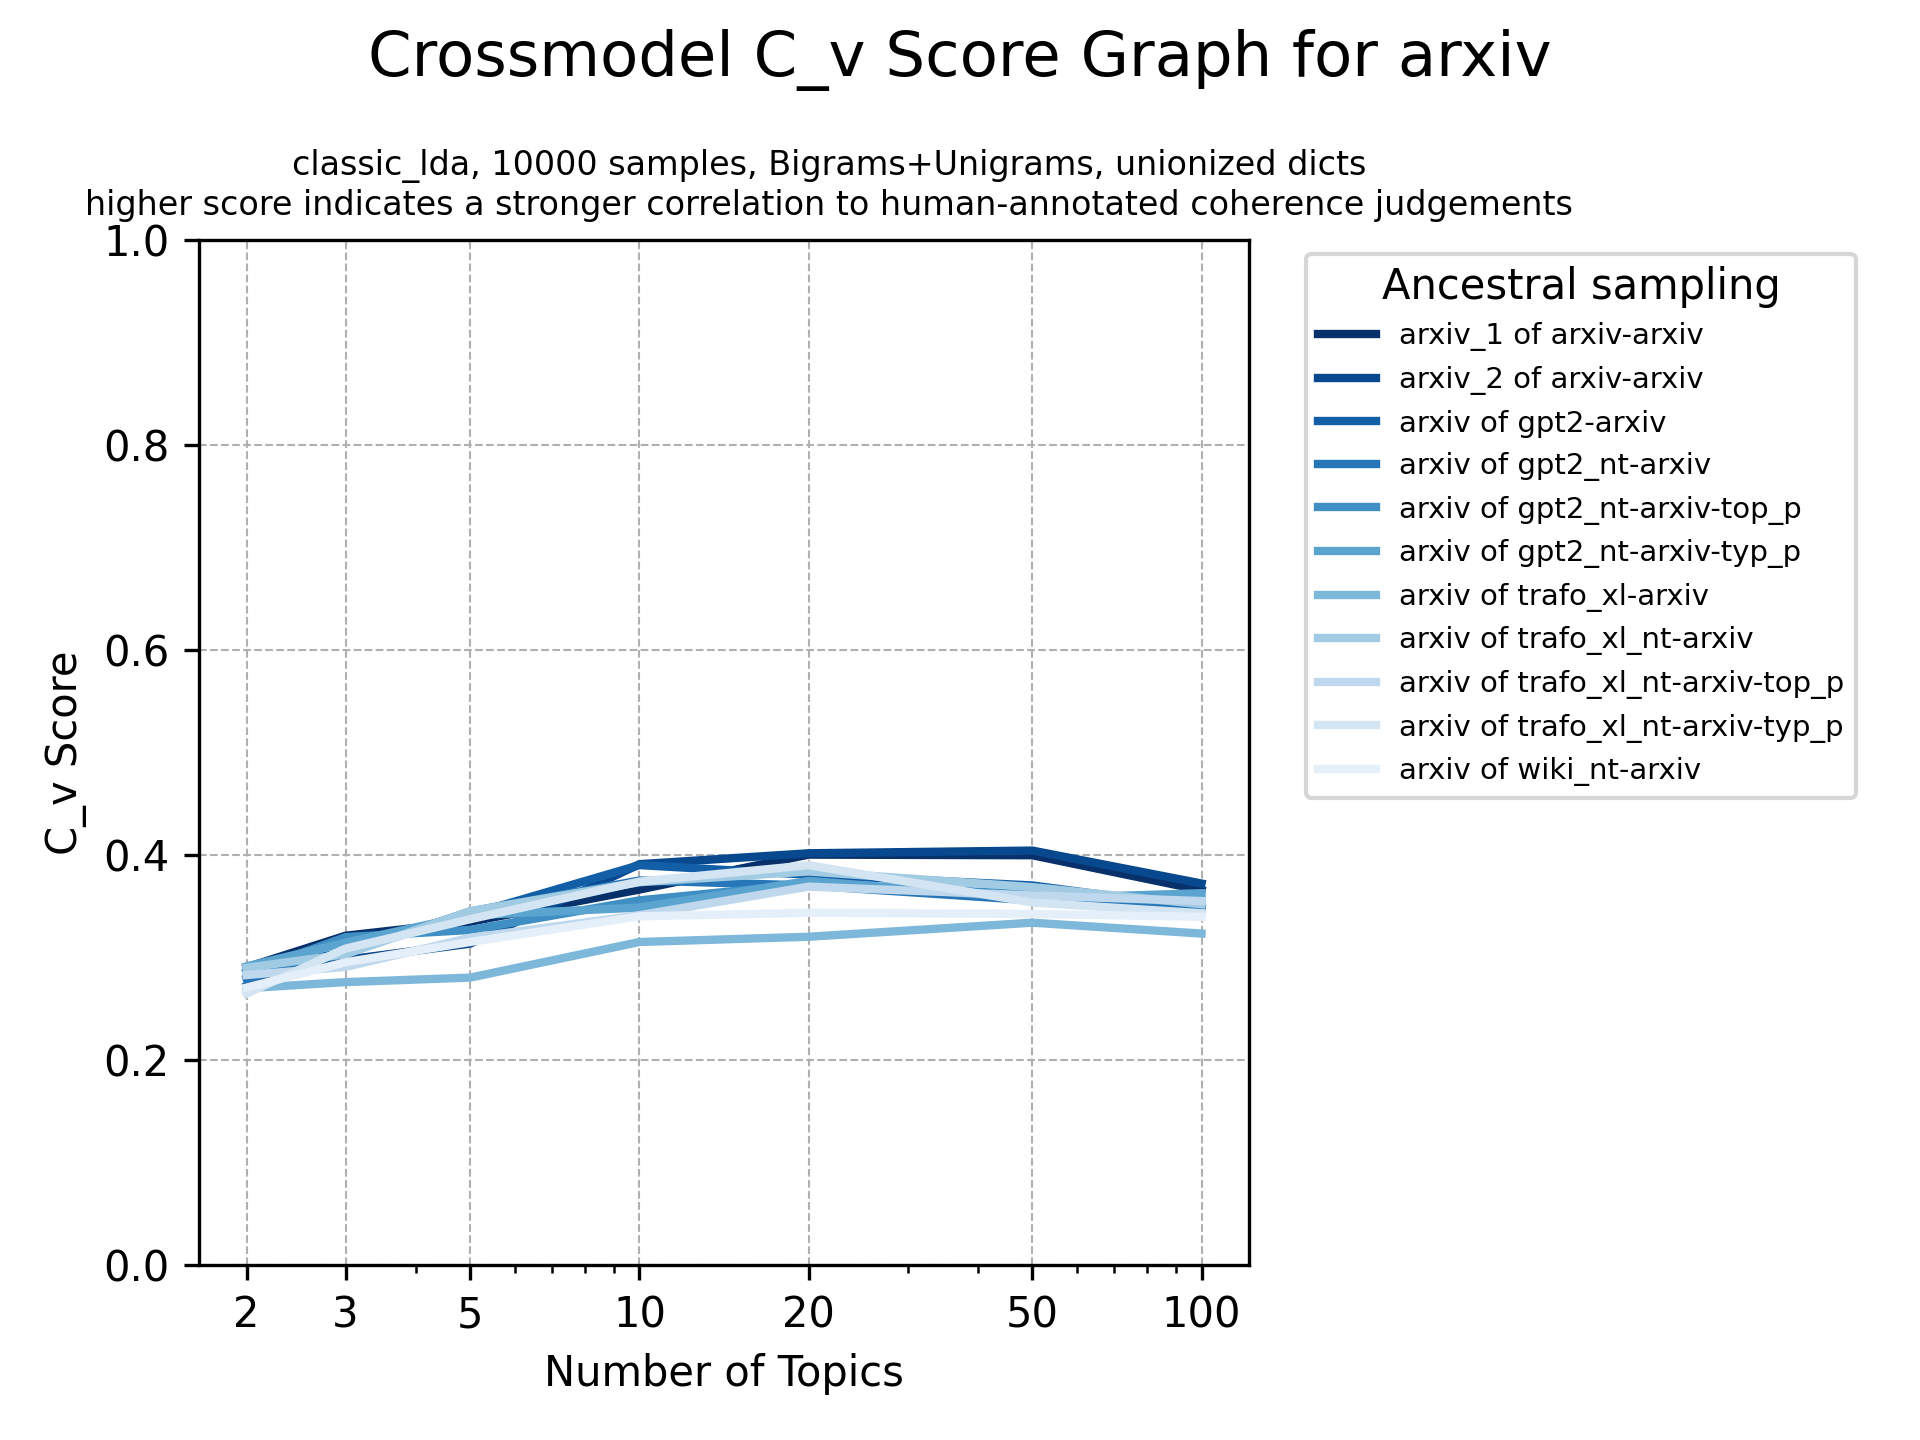 Crossmodel C_v Score Graph for arxiv
classic_lda, 10000 samples, Bigrams+Unigrams, unionized dicts
higher score indicates a stronger correlation to human-annotated coherence judgements
1.0
0.8
0.6
0.4
0.2
0.0
C_v Score
2 3 5 10 20 50 100
Number of Topics
Ancestral sampling
arxiv_1 of arxiv-arxiv
arxiv_2 of arxiv-arxiv
arxiv of gpt2-arxiv
arxiv of gpt2_nt-arxiv
arxiv of gpt2_nt-arxiv-top_p
arxiv of gpt2_nt-arxiv-typ_p
arxiv of trafo_xl-arxiv
arxiv of trafo_xl_nt-arxiv
arxiv of trafo_xl_nt-arxiv-top_p
arxiv of trafo_xl_nt-arxiv-typ_p
arxiv of wiki_nt-arxiv